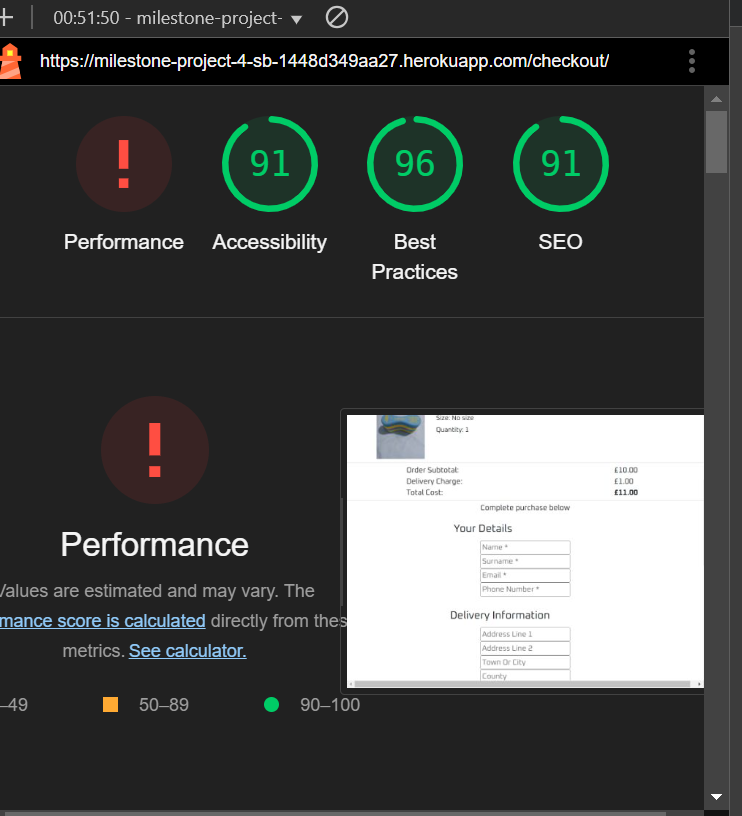 00:51:50 - milestone-project-
https://milestone-project-4-sb-1448d349aa27.herokuapp.com/checkout/
91
96
91
Performance
Accessibility
Best
Practices
SEO
Performance
Values are estimated and may vary. The
mance score is calculated directly from thes
metrics. See calculator.
–49
50–89
90–100
Size: No size
Quantity: 1
Order Subtotal: £10.00
Delivery Charge: £1.00
Total Cost: £11.00
Complete purchase below
Your Details
Name *
Surname *
Email *
Phone Number *
Delivery Information
Address Line 1
Address Line 2
Town Or City
County